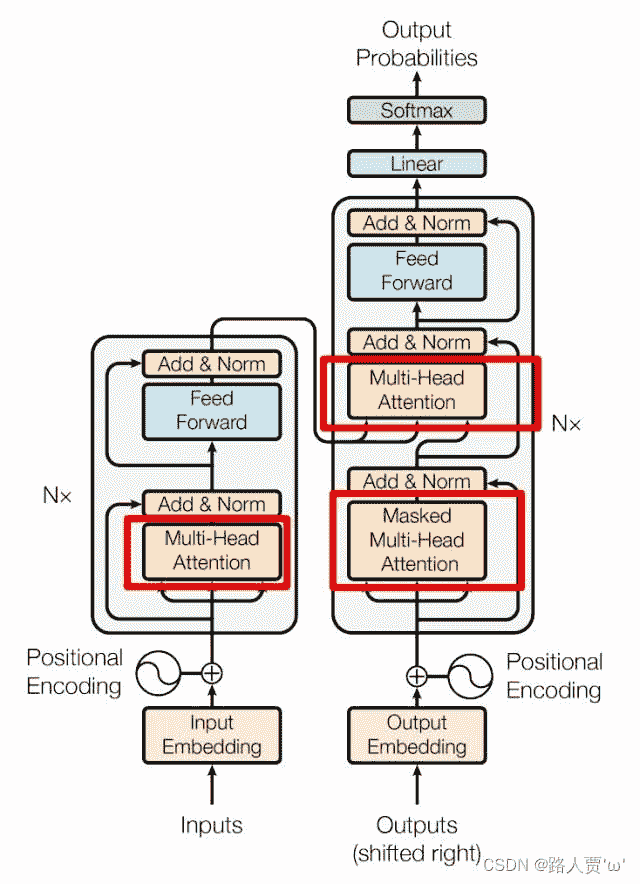 Output
Probabilities
Softmax
Linear
Add & Norm
Feed
Forward
Add & Norm
Multi-Head
Attention
N×
Add & Norm
Masked
Multi-Head
Attention
Add & Norm
Feed
Forward
N×
Add & Norm
Multi-Head
Attention
Positional
Encoding
Positional
Encoding
Input
Embedding
Output
Embedding
Inputs
Outputs
(shifted right)
CSDN @路人贾'ω'